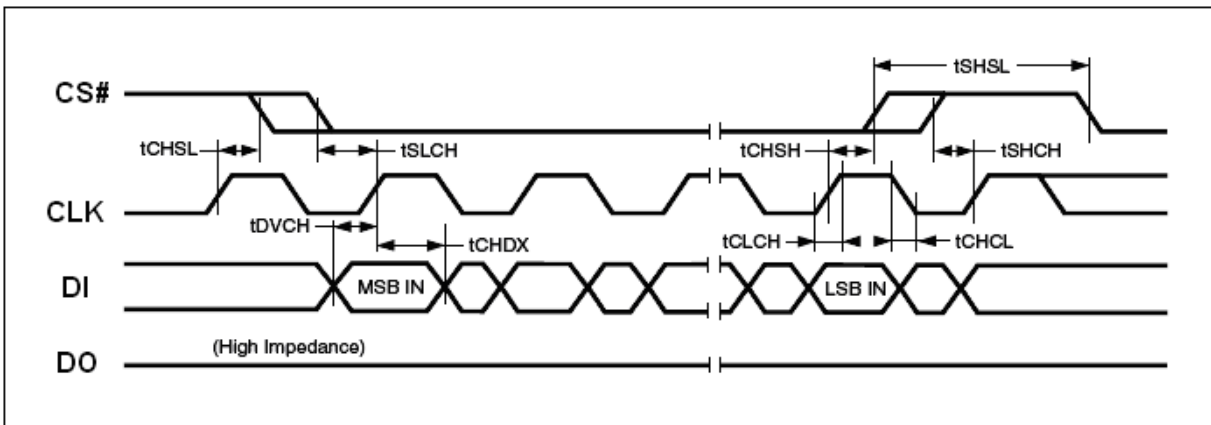 tSHSL
CS#
tCHSL
tSLCH
tCHSH
tSHCH
CLK
tDVCH
tCHDX
tCLCH
tCHCL
DI
MSB IN
LSB IN
(High Impedance)
DO